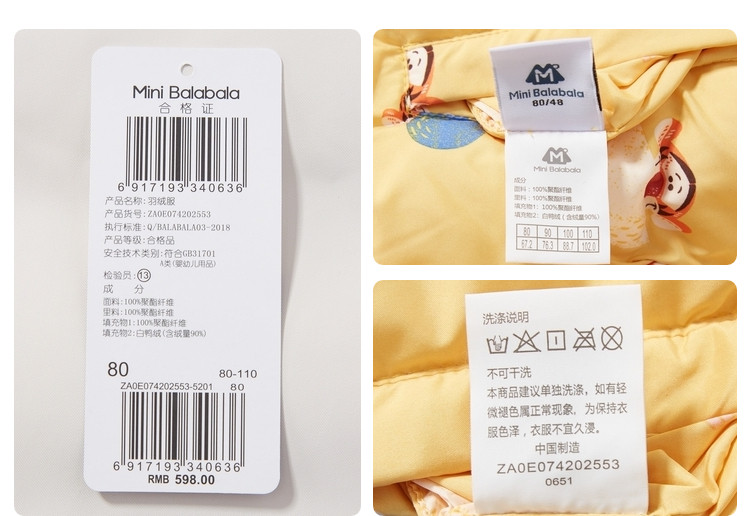 Mini Balabala
合格证
6 917193 340636
产品名称: 羽绒服
产品货号: ZA0E074202553
执行标准: Q/BALABALA03-2018
产品等级: 合格品
安全技术类别: 符合GB31701
A类(婴幼儿用品)
检验员: 13
成 分
面料: 100%聚酯纤维
里料: 100%聚酯纤维
填充物1: 100%聚酯纤维
填充物2: 白鸭绒(含绒量90%)
80 80-110
ZA0E074202553-5201 80
6 917193 340636
RMB 598.00
Mini Balabala
80/48
Mini Balabala
成分
面料: 100%聚酯纤维
里料: 100%聚酯纤维
填充物1: 100%聚酯纤维
填充物2: 白鸭绒(含绒量90%)
80 90 100 110
67.2 76.3 88.7 102.0
洗涤说明
不可干洗
本商品建议单独洗涤, 如有轻
微褪色属正常现象, 为保持衣
服色泽, 衣服不宜久浸。
中国制造
ZA0E074202553
0651